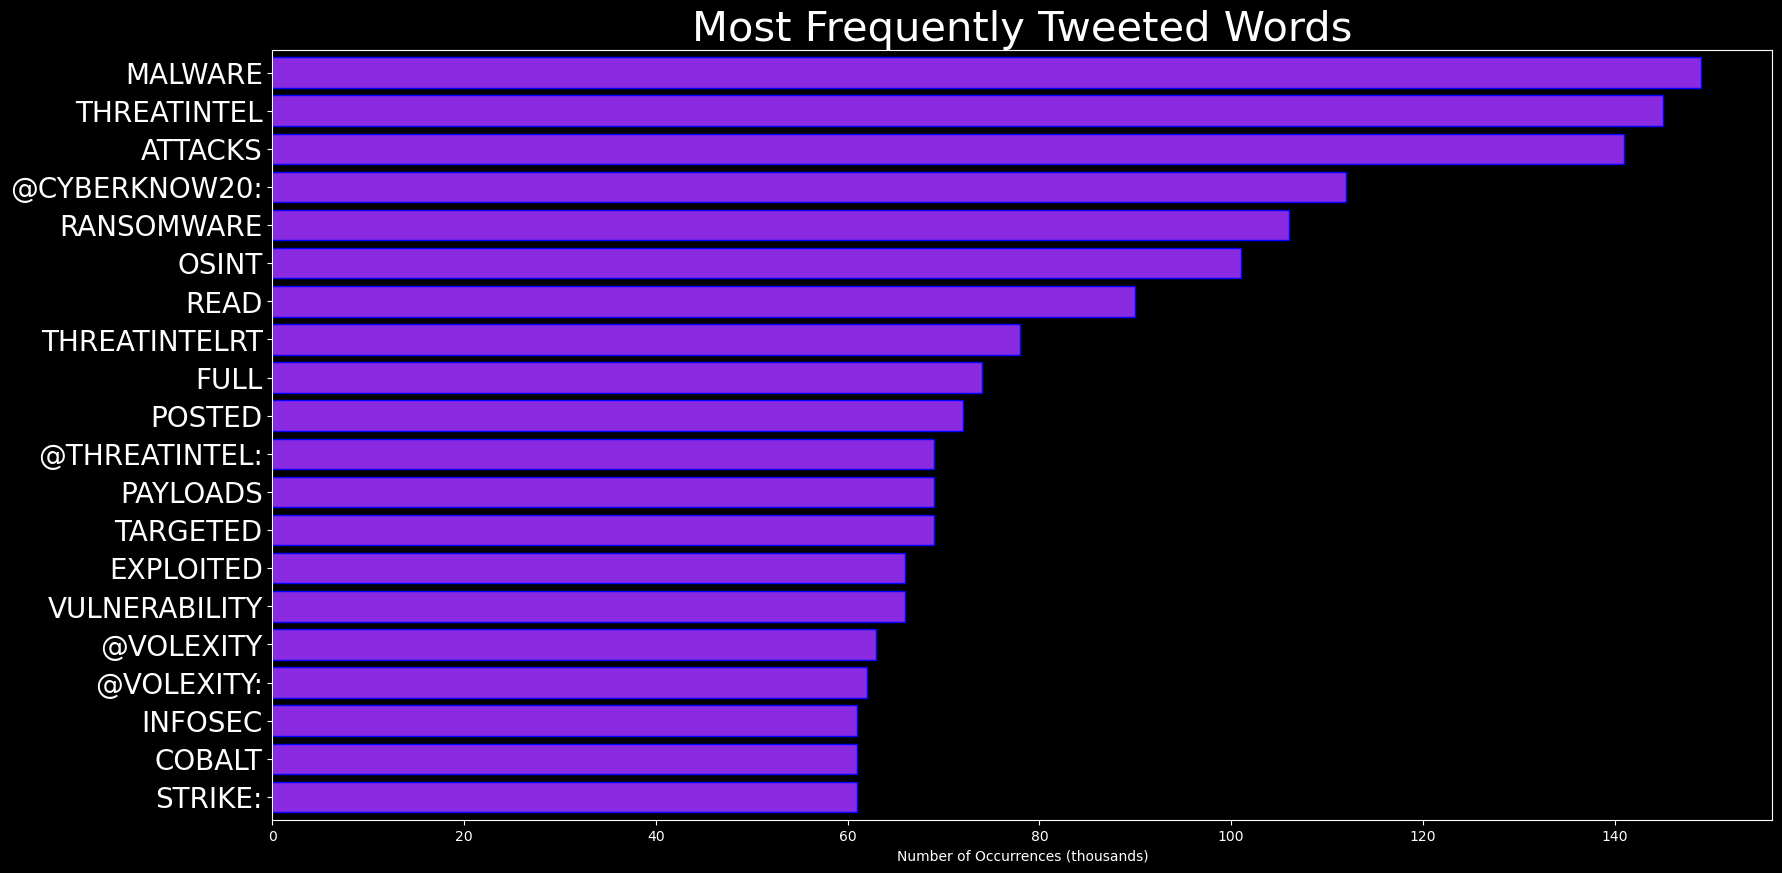 Most Frequently Tweeted Words
MALWARE
THREATINTEL
ATTACKS
@CYBERKNOW20:
RANSOMWARE
OSINT
READ
THREATINTELRT
FULL
POSTED
@THREATINTEL:
PAYLOADS
TARGETED
EXPLOITED
VULNERABILITY
@VOLEXITY
@VOLEXITY:
INFOSEC
COBALT
STRIKE:
0 20 40 60 80 100 120 140
Number of Occurrences (thousands)